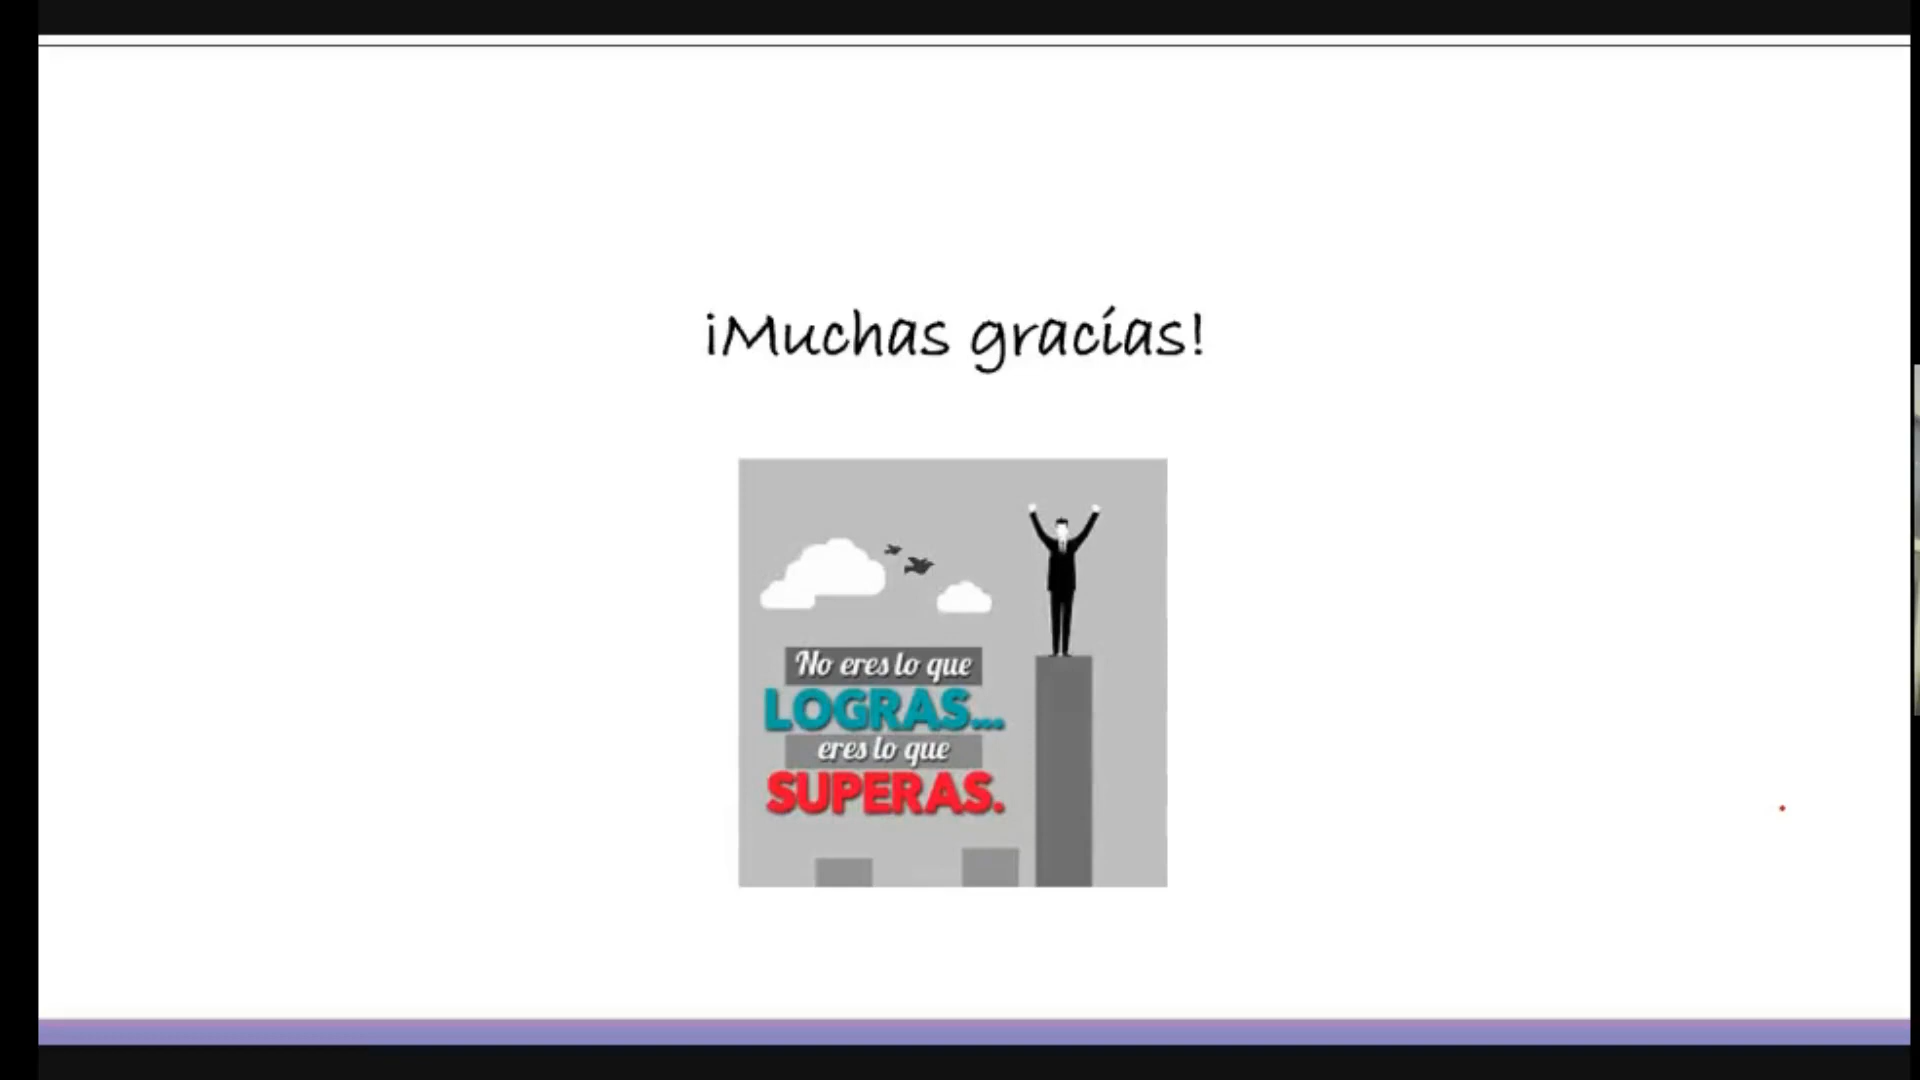 ¡Muchas gracias!
No eres lo que
LOGRAS...
eres lo que
SUPERAS.